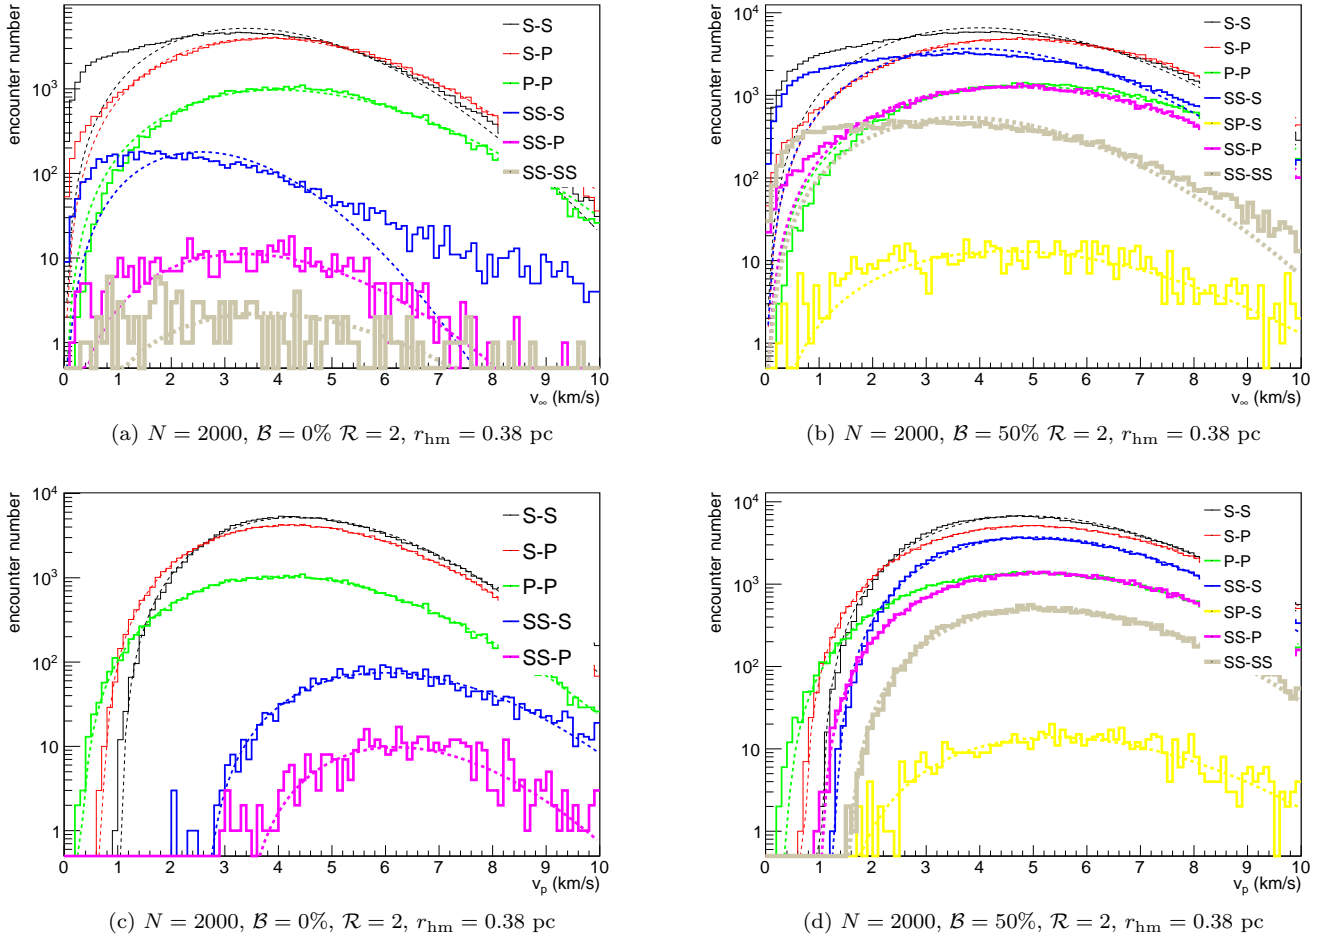 encounter number
S-S
S-P
P-P
SS-S
SS-P
SS-SS
10³
10²
10
1
0 1 2 3 4 5 6 7 8 9 10
v∞ (km/s)
(a) N = 2000, B = 0% R = 2, r_hm = 0.38 pc
encounter number
S-S
S-P
P-P
SS-S
SP-S
SS-P
SS-SS
10⁴
10³
10²
10
1
0 1 2 3 4 5 6 7 8 9 10
v∞ (km/s)
(b) N = 2000, B = 50% R = 2, r_hm = 0.38 pc
encounter number
S-S
S-P
P-P
SS-S
SS-P
10⁴
10³
10²
10
1
0 1 2 3 4 5 6 7 8 9 10
v_p (km/s)
(c) N = 2000, B = 0%, R = 2, r_hm = 0.38 pc
encounter number
S-S
S-P
P-P
SS-S
SP-S
SS-P
SS-SS
10⁴
10³
10²
10
1
0 1 2 3 4 5 6 7 8 9 10
v_p (km/s)
(d) N = 2000, B = 50%, R = 2, r_hm = 0.38 pc